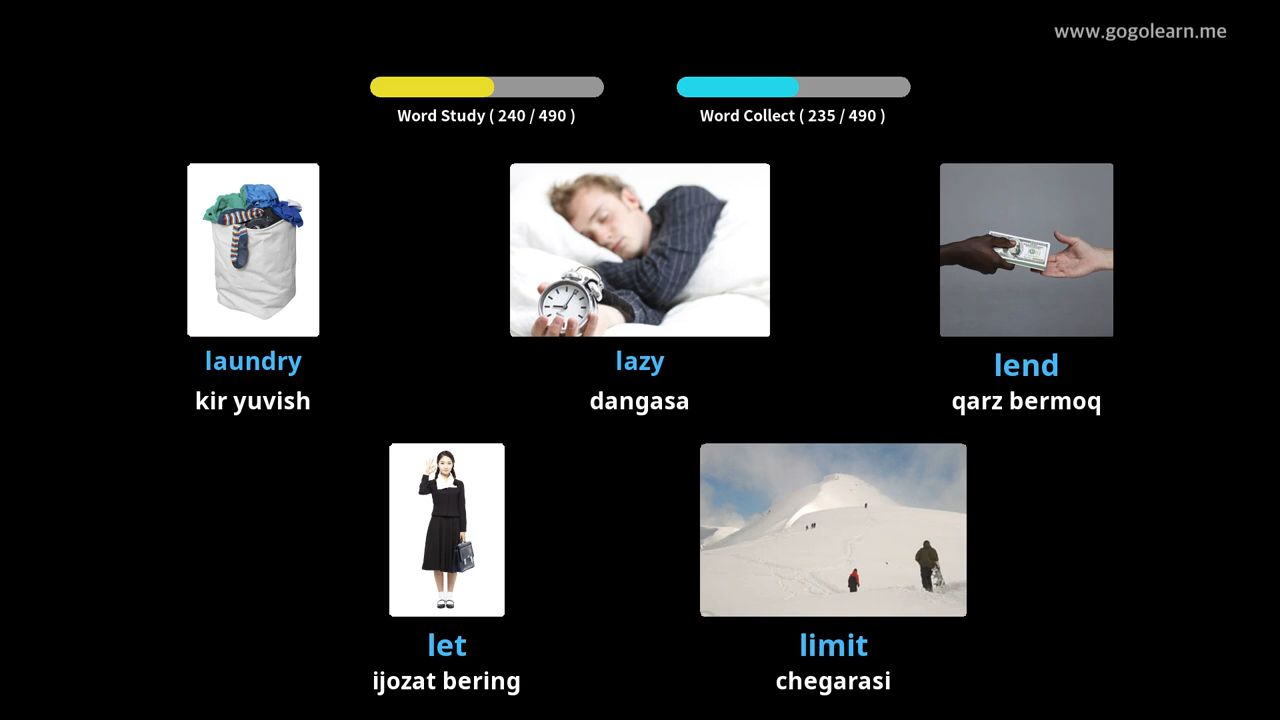 www.gogolearn.me
Word Study ( 240 / 490 )
Word Collect ( 235 / 490 )
laundry
kir yuvish
lazy
dangasa
lend
qarz bermoq
let
ijozat bering
limit
chegarasi